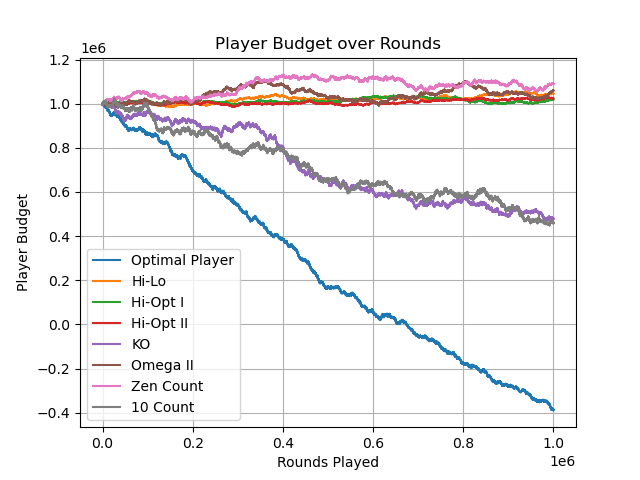 Player Budget over Rounds
1e6
1.2
1.0
0.8
0.6
0.4
0.2
0.0
−0.2
−0.4
Player Budget
Optimal Player
Hi-Lo
Hi-Opt I
Hi-Opt II
KO
Omega II
Zen Count
10 Count
0.0 0.2 0.4 0.6 0.8 1.0
1e6
Rounds Played